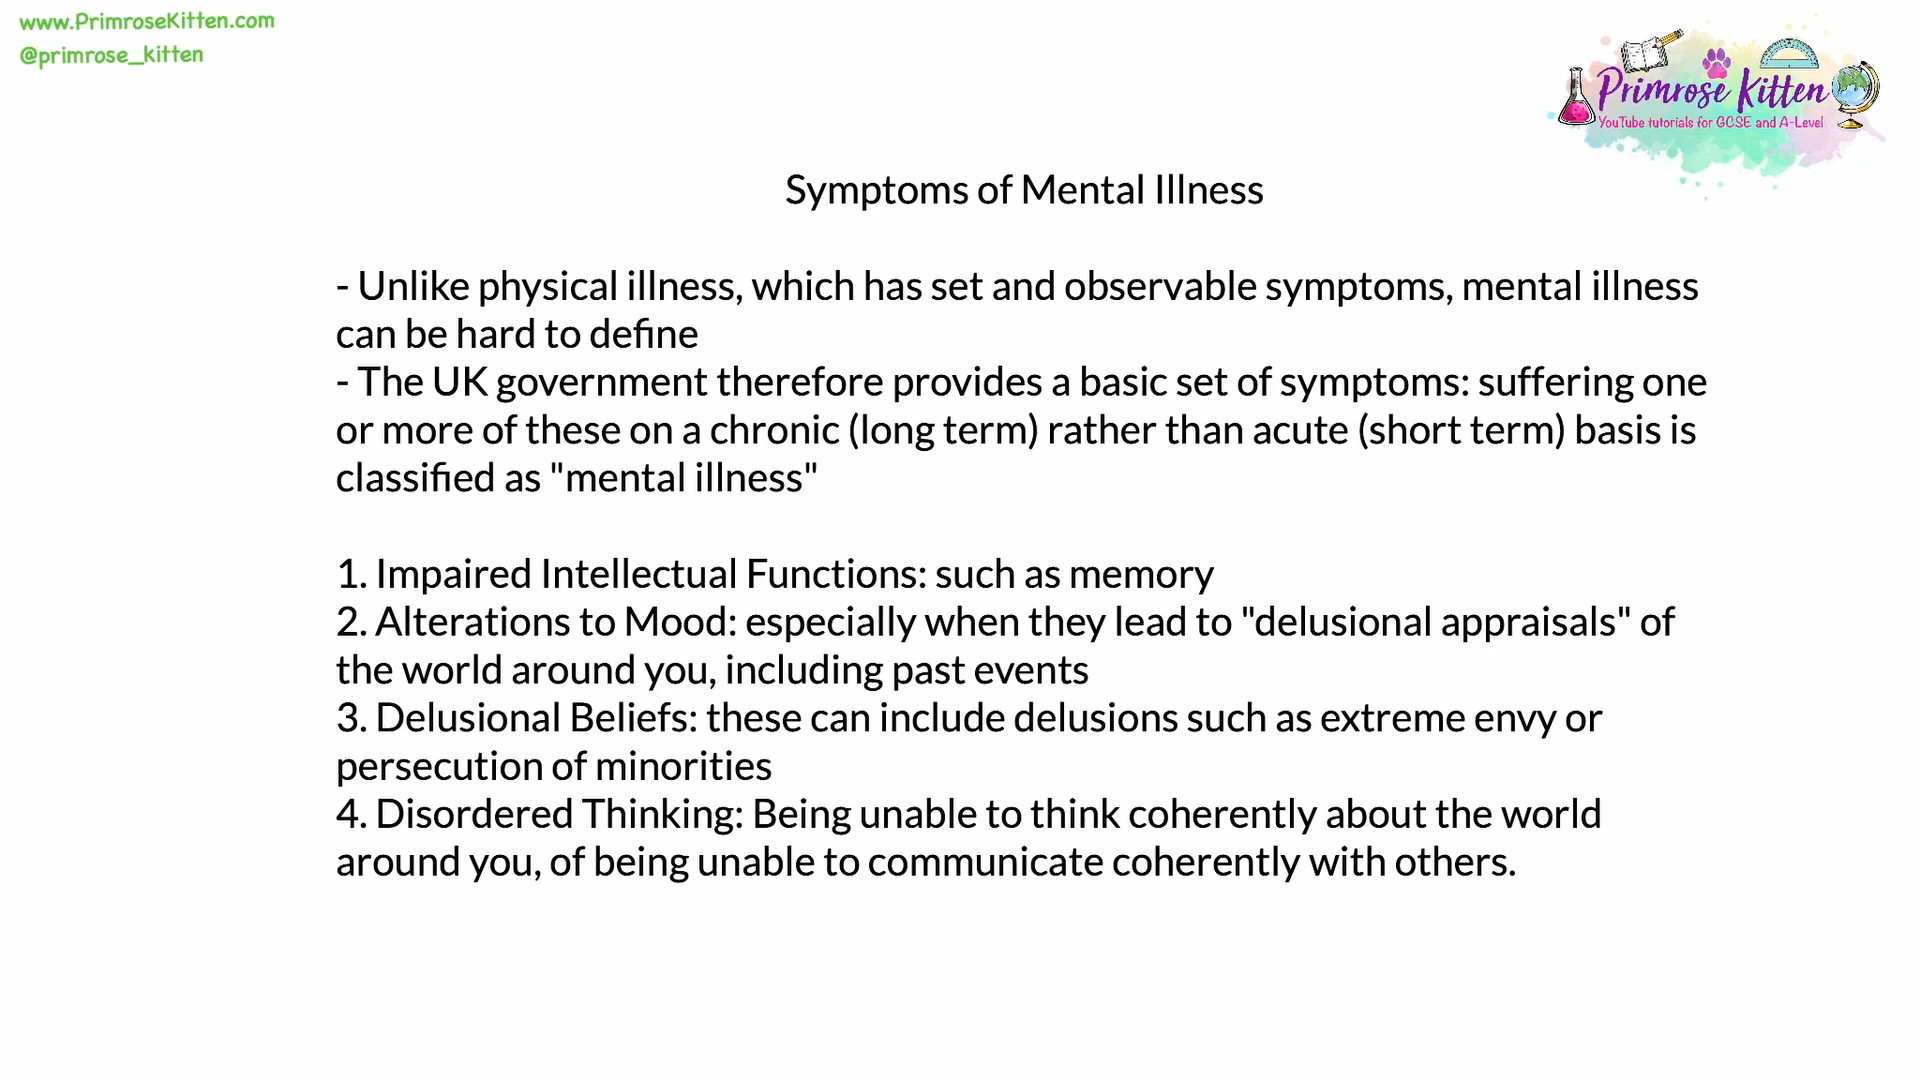 www.PrimroseKitten.com
@primrose_kitten
Primrose Kitten
YouTube tutorials for GCSE and A-Level
Symptoms of Mental Illness
- Unlike physical illness, which has set and observable symptoms, mental illness
can be hard to define
- The UK government therefore provides a basic set of symptoms: suffering one
or more of these on a chronic (long term) rather than acute (short term) basis is
classified as "mental illness"
1. Impaired Intellectual Functions: such as memory
2. Alterations to Mood: especially when they lead to "delusional appraisals" of
the world around you, including past events
3. Delusional Beliefs: these can include delusions such as extreme envy or
persecution of minorities
4. Disordered Thinking: Being unable to think coherently about the world
around you, of being unable to communicate coherently with others.